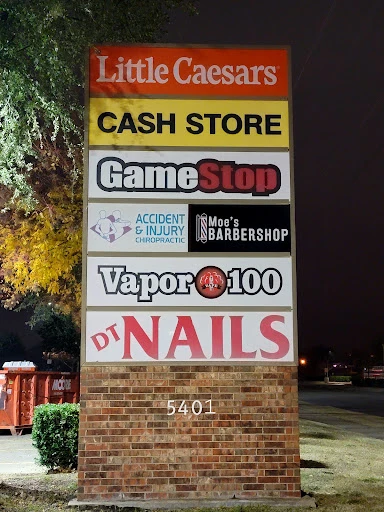 Little Caesars
CASH STORE
GameStop
ACCIDENT
& INJURY
CHIROPRACTIC
Moe's
BARBERSHOP
Vapor 100
DT NAILS
5401